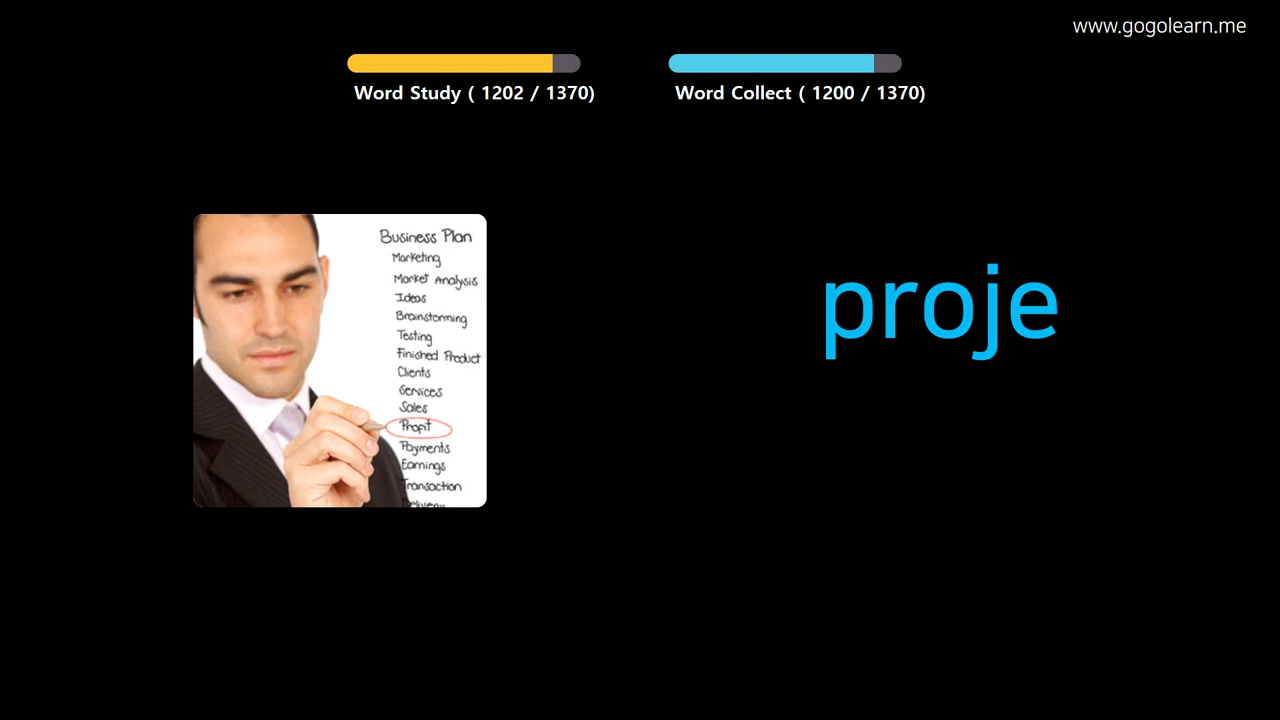 www.gogolearn.me
Word Study ( 1202 / 1370)
Word Collect ( 1200 / 1370)
Business Plan
Marketing
Market Analysis
Ideas
Brainstorming
Testing
Finished Product
Clients
Services
Sales
Profit
Payments
Earnings
Transaction
Delivery
proje